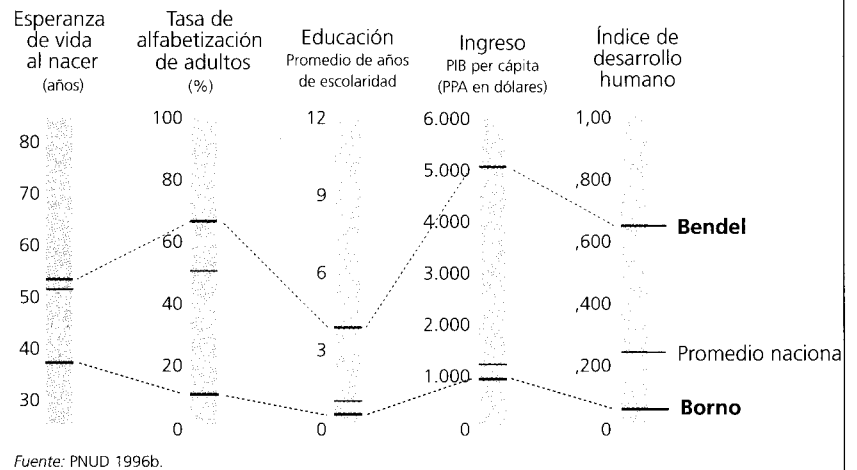 Esperanza
de vida
al nacer
(años)
80
70
60
50
40
30
Tasa de
alfabetización
de adultos
(%)
100
80
60
40
20
0
Educación
Promedio de años
de escolaridad
12
9
6
3
0
Ingreso
PIB per cápita
(PPA en dólares)
6.000
5.000
4.000
3.000
2.000
1.000
0
Índice de
desarrollo
humano
1,00
,800
,600
,400
,200
0
Bendel
Promedio naciona
Borno
Fuente: PNUD 1996b.